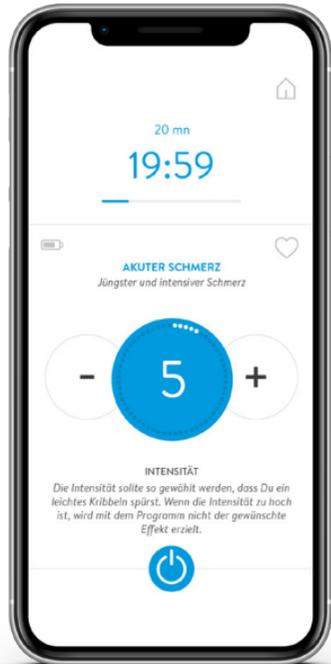 20 mn
19:59
AKUTER SCHMERZ
Jüngster und intensiver Schmerz
- 5 +
INTENSITÄT
Die Intensität sollte so gewählt werden, dass Du ein
leichtes Kribbeln spürst. Wenn die Intensität zu hoch
ist, wird mit dem Programm nicht der gewünschte
Effekt erzielt.